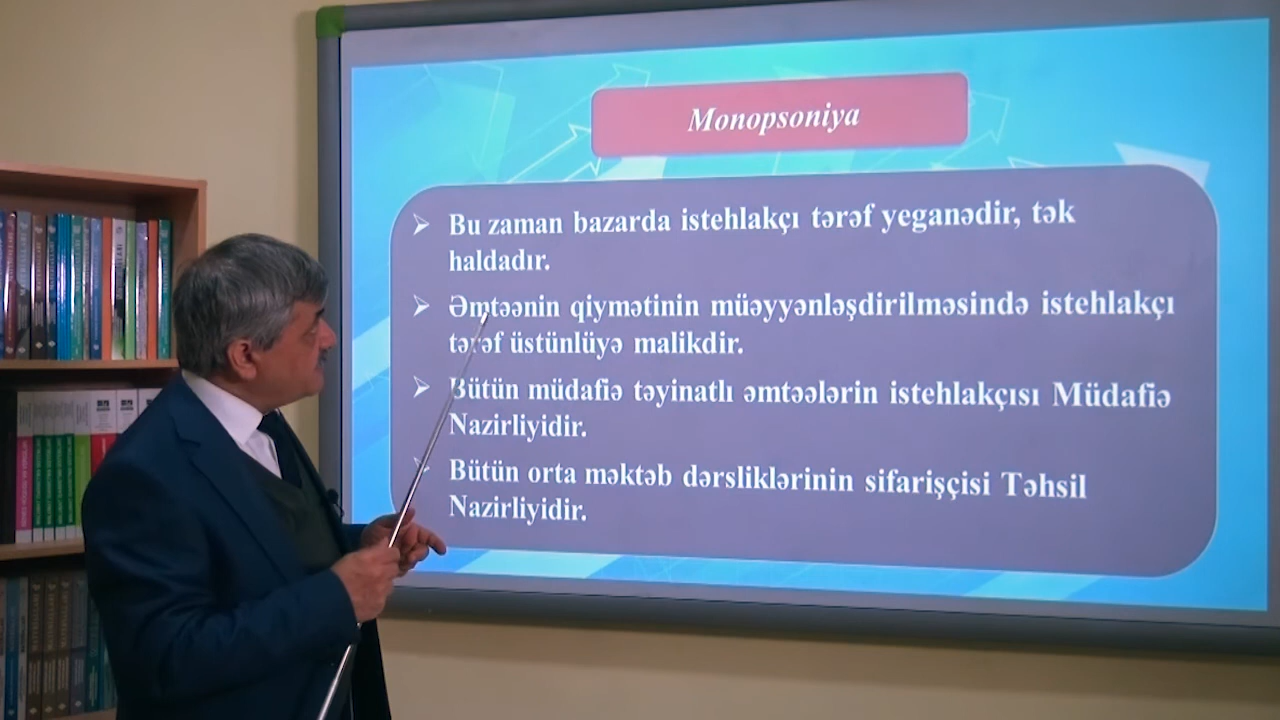 Monopsoniya
Bu zaman bazarda istehlakçı tərəf yeganədir, tək
haldadır.
Əmtəənin qiymətinin müəyyənləşdirilməsində istehlakçı
tərəf üstünlüyə malikdir.
Bütün müdafiə təyinatlı əmtəələrin istehlakçısı Müdafiə
Nazirliyidir.
Bütün orta məktəb dərsliklərinin sifarişçisi Təhsil
Nazirliyidir.